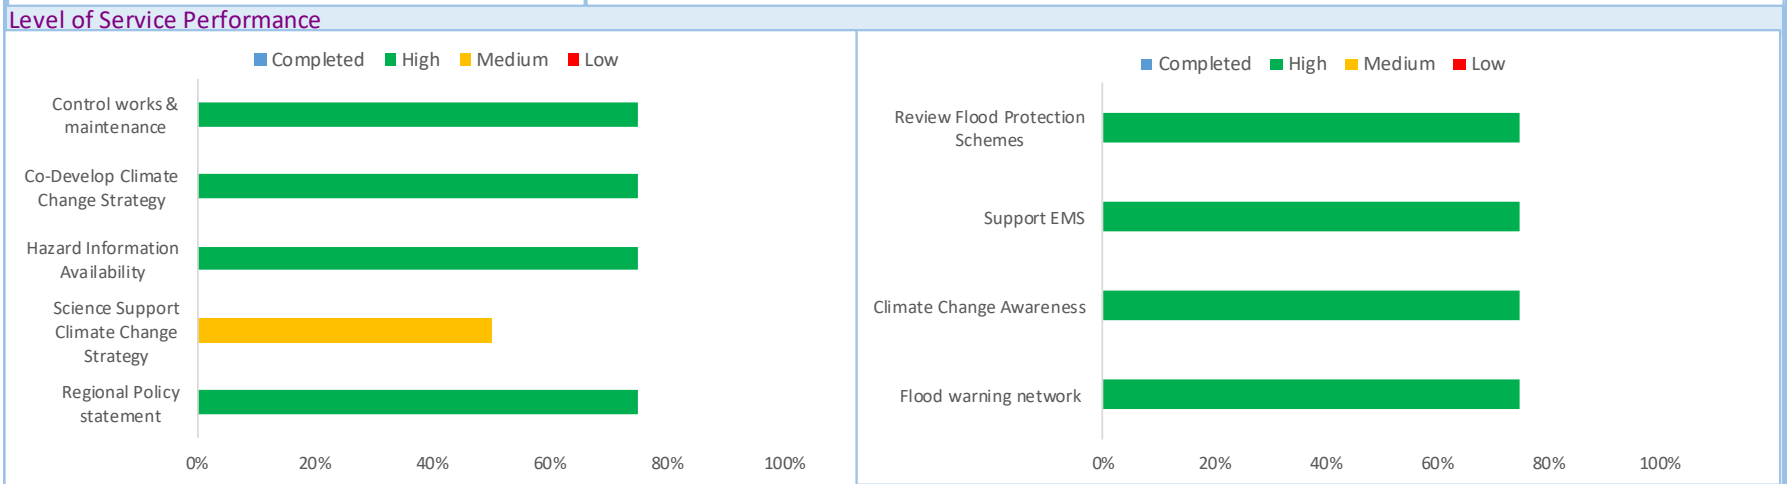 Level of Service Performance
Completed High Medium Low
Control works &
maintenance
Co-Develop Climate
Change Strategy
Hazard Information
Availability
Science Support
Climate Change
Strategy
Regional Policy
statement
0% 20% 40% 60% 80% 100%
Completed High Medium Low
Review Flood Protection
Schemes
Support EMS
Climate Change Awareness
Flood warning network
0% 20% 40% 60% 80% 100%